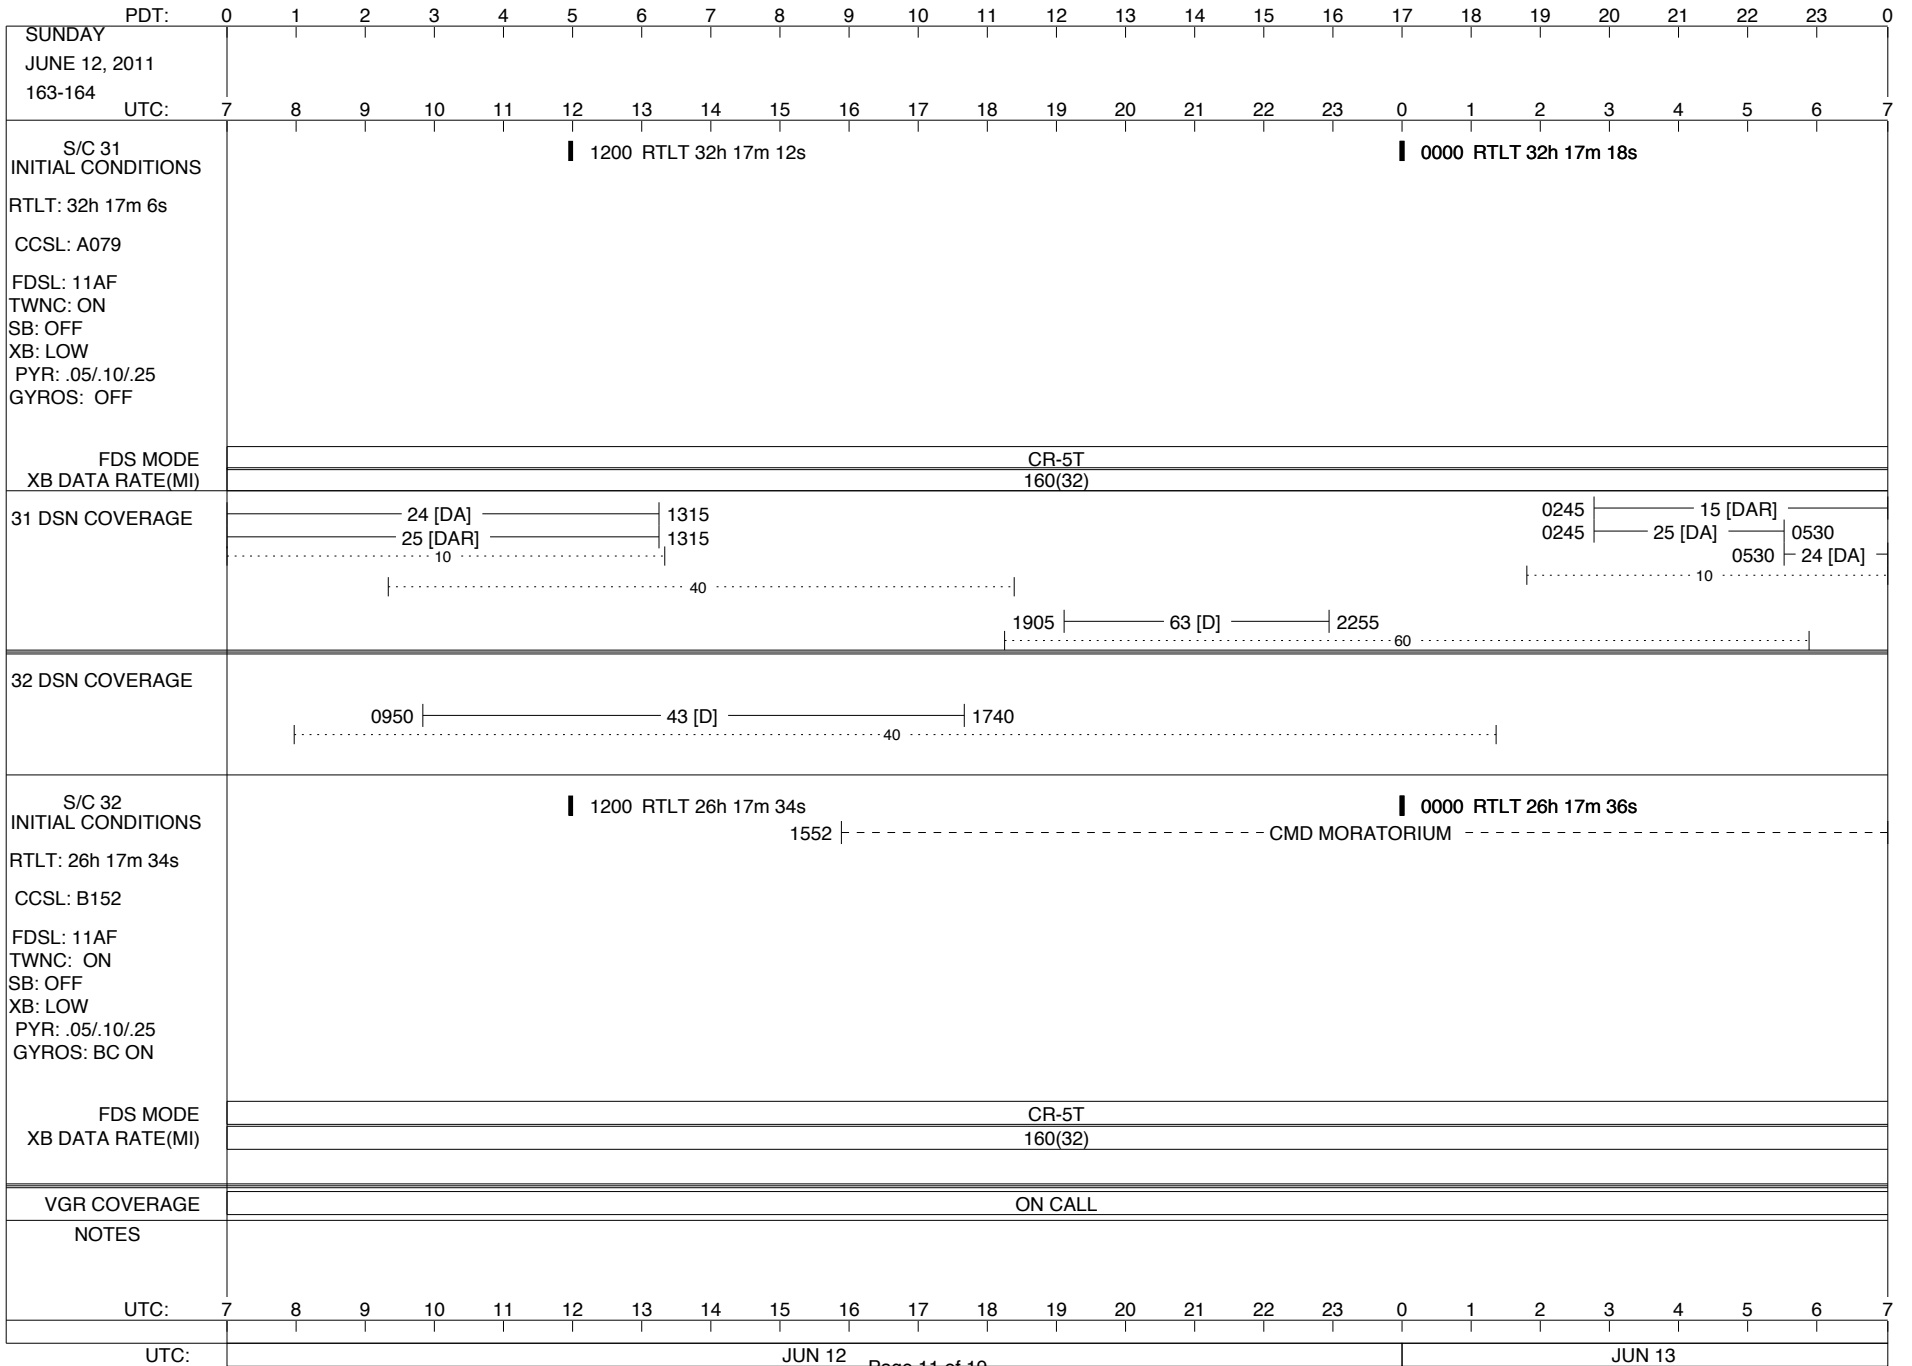 PDT: 0 1 2 3 4 5 6 7 8 9 10 11 12 13 14 15 16 17 18 19 20 21 22 23 0
SUNDAY
JUNE 12, 2011
163-164
UTC: 7 8 9 10 11 12 13 14 15 16 17 18 19 20 21 22 23 0 1 2 3 4 5 6 7
S/C 31
INITIAL CONDITIONS
1200 RTLT 32h 17m 12s
0000 RTLT 32h 17m 18s
RTLT: 32h 17m 6s
CCSL: A079
FDSL: 11AF
TWNC: ON
SB: OFF
XB: LOW
PYR: .05/.10/.25
GYROS: OFF
FDS MODE CR-5T
XB DATA RATE(MI) 160(32)
31 DSN COVERAGE
24 [DA] 1315
25 [DAR] 1315
10
40
1905 63 [D] 2255
60
0245 15 [DAR]
0245 25 [DA] 0530
0530 24 [DA]
10
32 DSN COVERAGE
0950 43 [D] 1740
40
S/C 32
INITIAL CONDITIONS
1200 RTLT 26h 17m 34s
0000 RTLT 26h 17m 36s
1552 CMD MORATORIUM
RTLT: 26h 17m 34s
CCSL: B152
FDSL: 11AF
TWNC: ON
SB: OFF
XB: LOW
PYR: .05/.10/.25
GYROS: BC ON
FDS MODE CR-5T
XB DATA RATE(MI) 160(32)
VGR COVERAGE ON CALL
NOTES
UTC: 7 8 9 10 11 12 13 14 15 16 17 18 19 20 21 22 23 0 1 2 3 4 5 6 7
UTC: JUN 12 JUN 13